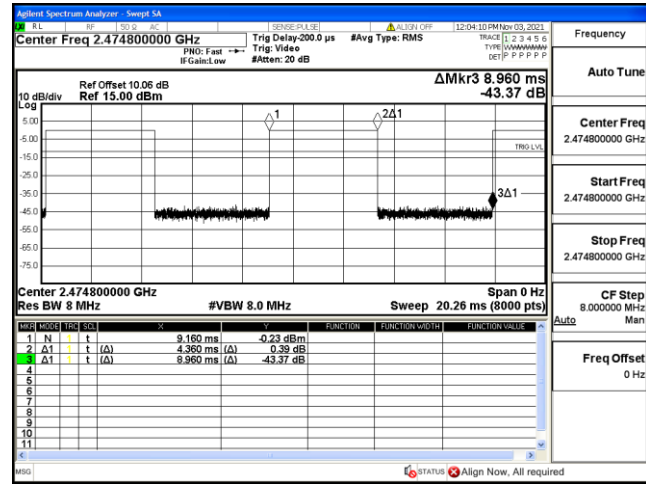 Agilent Spectrum Analyzer - Swept SA
RL RF 50 Ω AC SENSE:PULSE ALIGN OFF 12:04:10 PM Nov 03, 2021
Center Freq 2.474800000 GHz
PNO: Fast
IFGain:Low
Trig Delay-200.0 µs
Trig: Video
#Atten: 20 dB
#Avg Type: RMS
TRACE 1 2 3 4 5 6
TYPE WWWWWW
DET P P P P P P
Frequency
Auto Tune
Center Freq
2.474800000 GHz
Start Freq
2.474800000 GHz
Stop Freq
2.474800000 GHz
CF Step
8.000000 MHz
Auto Man
Freq Offset
0 Hz
ΔMkr3 8.960 ms
-43.37 dB
Ref Offset 10.06 dB
10 dB/div Ref 15.00 dBm
Log
5.00
-5.00
-15.0
-25.0
-35.0
-45.0
-55.0
-65.0
-75.0
1
2Δ1
TRIG LVL
3Δ1
Center 2.474800000 GHz Span 0 Hz
Res BW 8 MHz #VBW 8.0 MHz Sweep 20.26 ms (8000 pts)
MKR MODE TRC SCL X Y FUNCTION FUNCTION WIDTH FUNCTION VALUE
1 N 1 t 9.160 ms -0.23 dBm
2 Δ1 1 t (Δ) 4.360 ms (Δ) 0.39 dB
3 Δ1 1 t (Δ) 8.960 ms (Δ) -43.37 dB
4
5
6
7
8
9
10
11
MSG STATUS Align Now, All required